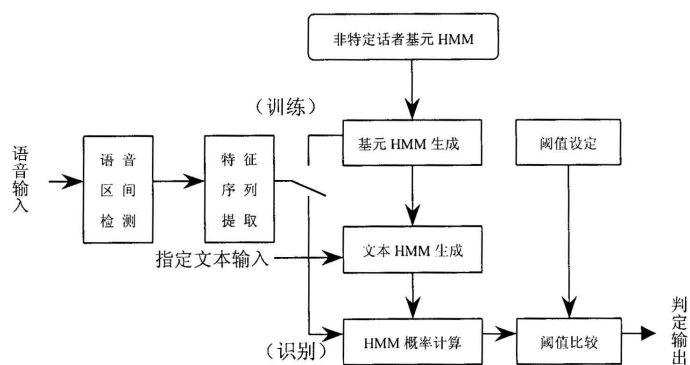 非特定话者基元 HMM
（训练）
语音输入
语音
区间
检测
特征
序列
提取
基元 HMM 生成
阈值设定
指定文本输入
文本 HMM 生成
（识别）
HMM 概率计算
阈值比较
判定输出